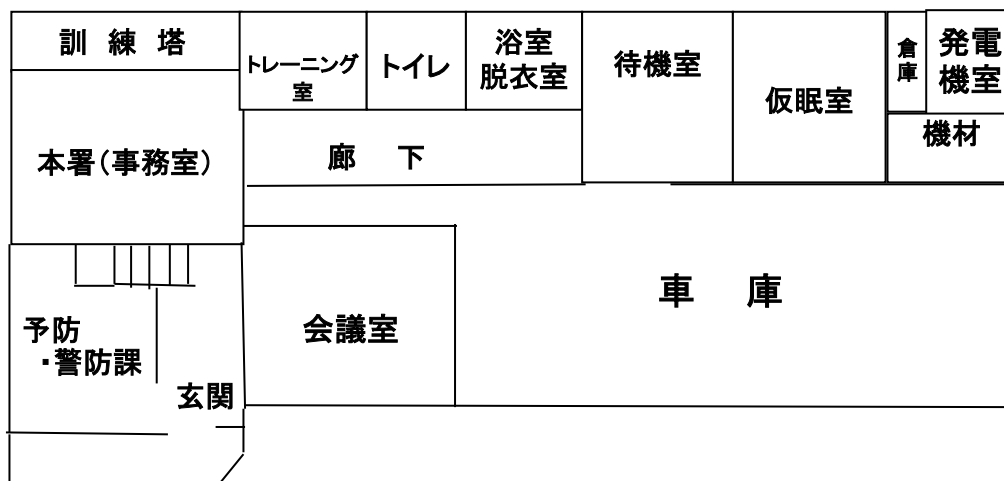 訓 練 塔
トレーニング
室
トイレ
浴室
脱衣室
待機室
仮眠室
倉
庫
発電
機室
機材
本署(事務室)
廊 下
車 庫
会議室
予防
・警防課
玄関